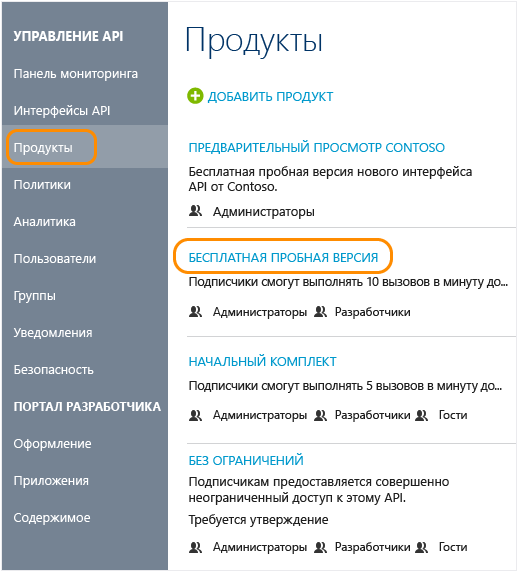 УПРАВЛЕНИЕ API
Панель мониторинга
Интерфейсы API
Продукты
Политики
Аналитика
Пользователи
Группы
Уведомления
Безопасность
ПОРТАЛ РАЗРАБОТЧИКА
Оформление
Приложения
Содержимое
Продукты
ДОБАВИТЬ ПРОДУКТ
ПРЕДВАРИТЕЛЬНЫЙ ПРОСМОТР CONTOSO
Бесплатная пробная версия нового интерфейса
API от Contoso.
Администраторы
БЕСПЛАТНАЯ ПРОБНАЯ ВЕРСИЯ
Подписчики смогут выполнять 10 вызовов в минуту до...
Администраторы Разработчики
НАЧАЛЬНЫЙ КОМПЛЕКТ
Подписчики смогут выполнять 5 вызовов в минуту до...
Администраторы Разработчики Гости
БЕЗ ОГРАНИЧЕНИЙ
Подписчикам предоставляется совершенно
неограниченный доступ к этому API.
Требуется утверждение
Администраторы Разработчики Гости